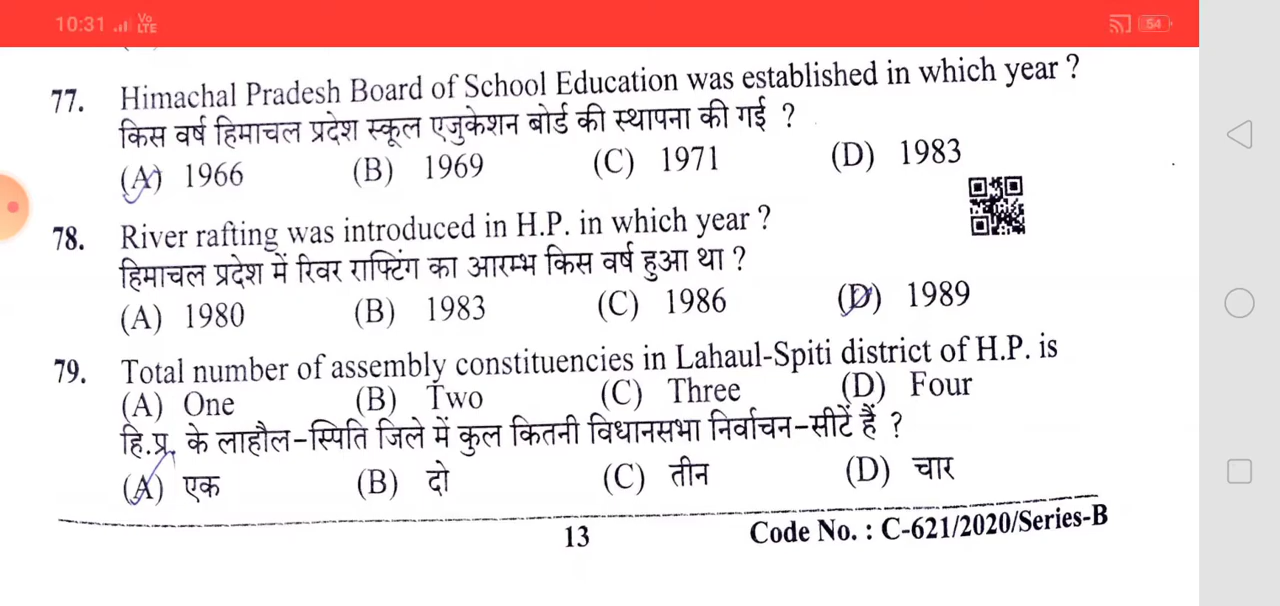 10:31 Vo LTE 54
77. Himachal Pradesh Board of School Education was established in which year ?
किस वर्ष हिमाचल प्रदेश स्कूल एजुकेशन बोर्ड की स्थापना की गई ?
(A) 1966 (B) 1969 (C) 1971 (D) 1983
78. River rafting was introduced in H.P. in which year ?
हिमाचल प्रदेश में रिवर राफ्टिंग का आरम्भ किस वर्ष हुआ था ?
(A) 1980 (B) 1983 (C) 1986 (D) 1989
79. Total number of assembly constituencies in Lahaul-Spiti district of H.P. is
(A) One (B) Two (C) Three (D) Four
हि.प्र. के लाहौल-स्पिति जिले में कुल कितनी विधानसभा निर्वाचन-सीटें हैं ?
(A) एक (B) दो (C) तीन (D) चार
13 Code No. : C-621/2020/Series-B